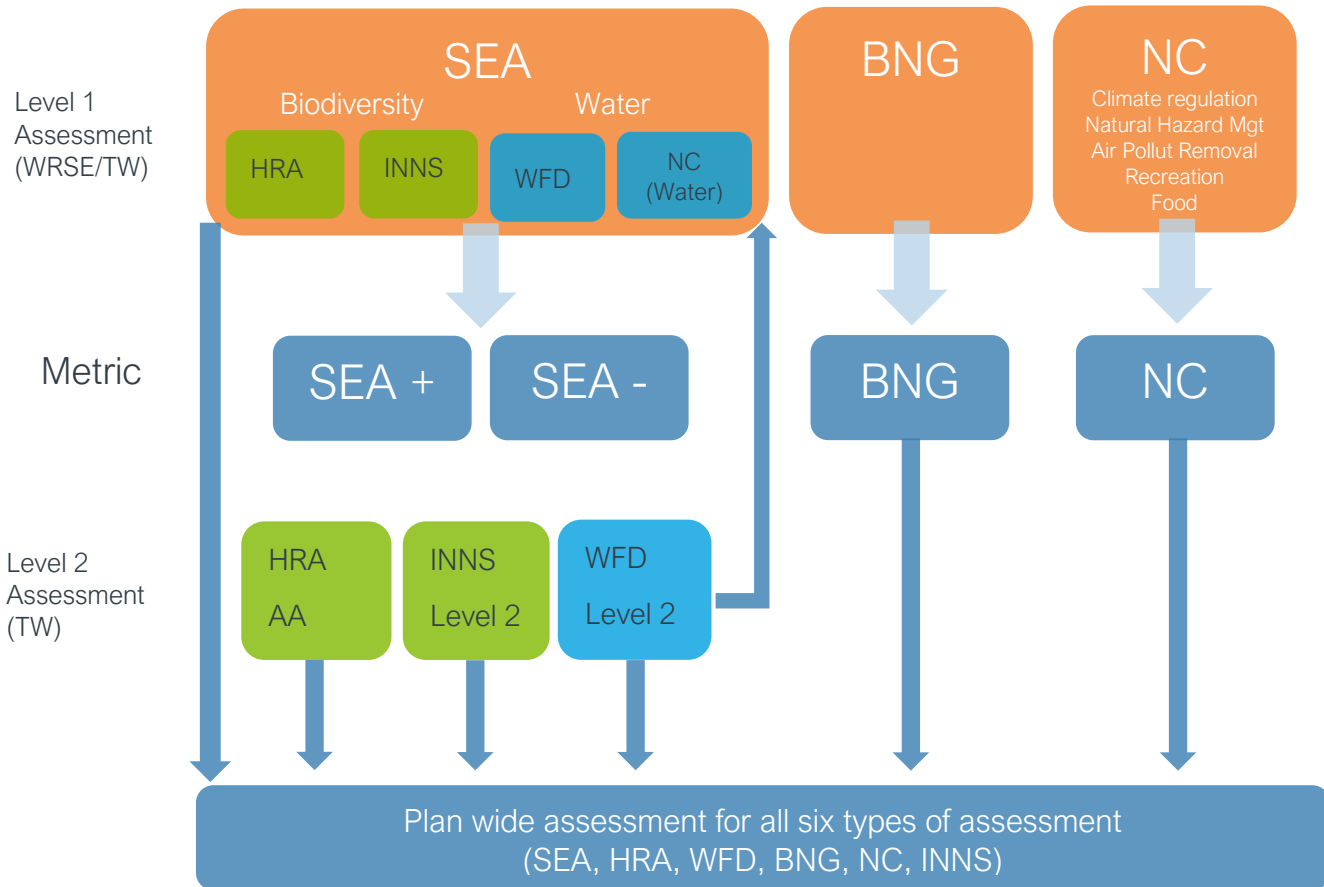 Level 1
Assessment
(WRSE/TW)
SEA
Biodiversity
Water
HRA
INNS
WFD
NC
(Water)
BNG
NC
Climate regulation
Natural Hazard Mgt
Air Pollut Removal
Recreation
Food
Metric
SEA +
SEA -
BNG
NC
Level 2
Assessment
(TW)
HRA
AA
INNS
Level 2
WFD
Level 2
Plan wide assessment for all six types of assessment
(SEA, HRA, WFD, BNG, NC, INNS)